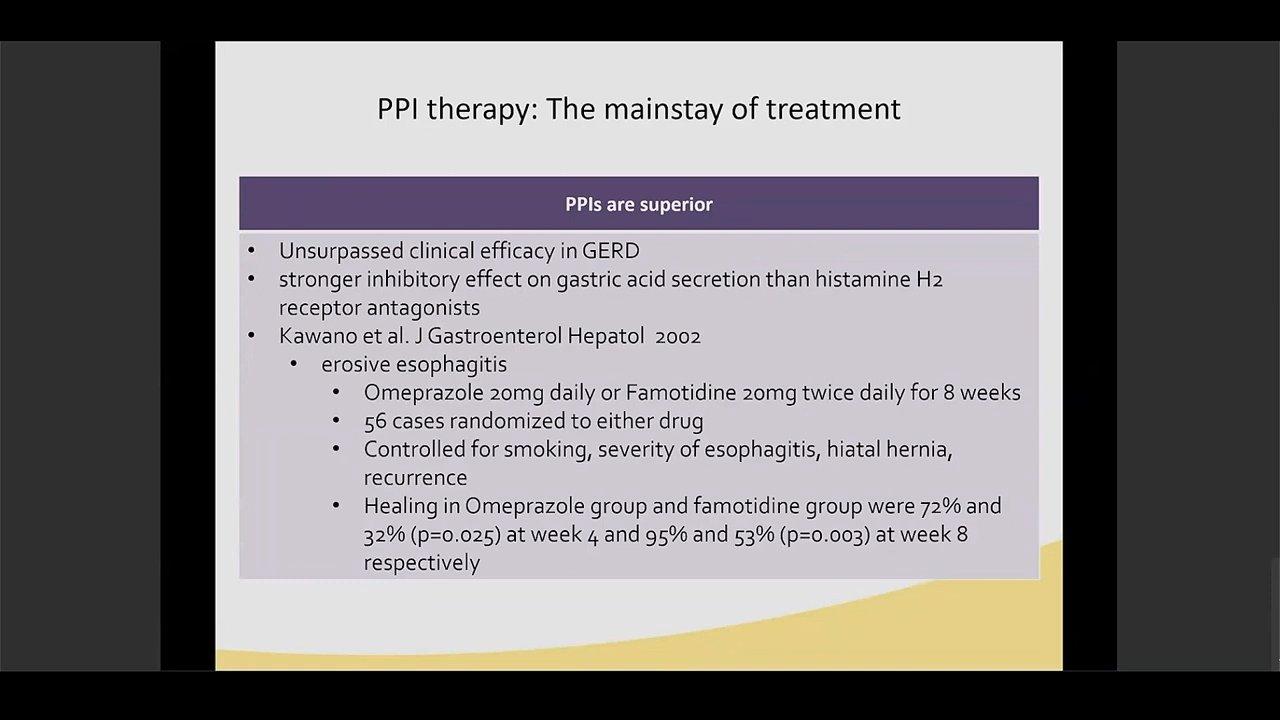 PPI therapy: The mainstay of treatment
PPIs are superior
• Unsurpassed clinical efficacy in GERD
• stronger inhibitory effect on gastric acid secretion than histamine H2
receptor antagonists
• Kawano et al. J Gastroenterol Hepatol 2002
• erosive esophagitis
• Omeprazole 20mg daily or Famotidine 20mg twice daily for 8 weeks
• 56 cases randomized to either drug
• Controlled for smoking, severity of esophagitis, hiatal hernia,
recurrence
• Healing in Omeprazole group and famotidine group were 72% and
32% (p=0.025) at week 4 and 95% and 53% (p=0.003) at week 8
respectively